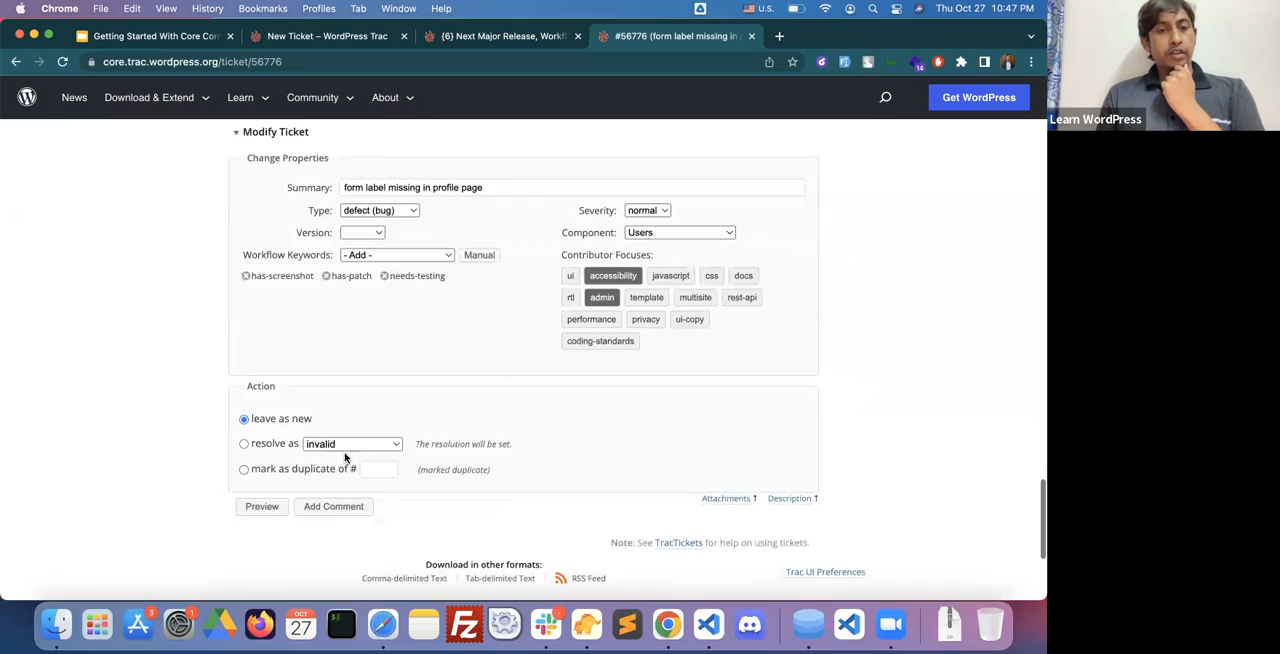 Chrome File Edit View History Bookmarks Profiles Tab Window Help U.S. Thu Oct 27 10:47 PM
Getting Started With Core Con New Ticket – WordPress Trac {6} Next Major Release, Workf #56776 (form label missing in
core.trac.wordpress.org/ticket/56776
14
News Download & Extend Learn Community About Get WordPress
Learn WordPress
Modify Ticket
Change Properties
Summary: form label missing in profile page
Type: defect (bug) Severity: normal
Version: Component: Users
Workflow Keywords: - Add - Manual Contributor Focuses:
has-screenshot has-patch needs-testing ui accessibility javascript css docs
rtl admin template multisite rest-api
performance privacy ui-copy
coding-standards
Action
leave as new
resolve as invalid The resolution will be set.
mark as duplicate of # (marked duplicate)
Attachments ↑ Description ↑
Preview Add Comment
Note: See TracTickets for help on using tickets.
Download in other formats:
Comma-delimited Text Tab-delimited Text RSS Feed
Trac UI Preferences
3 1 OCT
27
ZIP